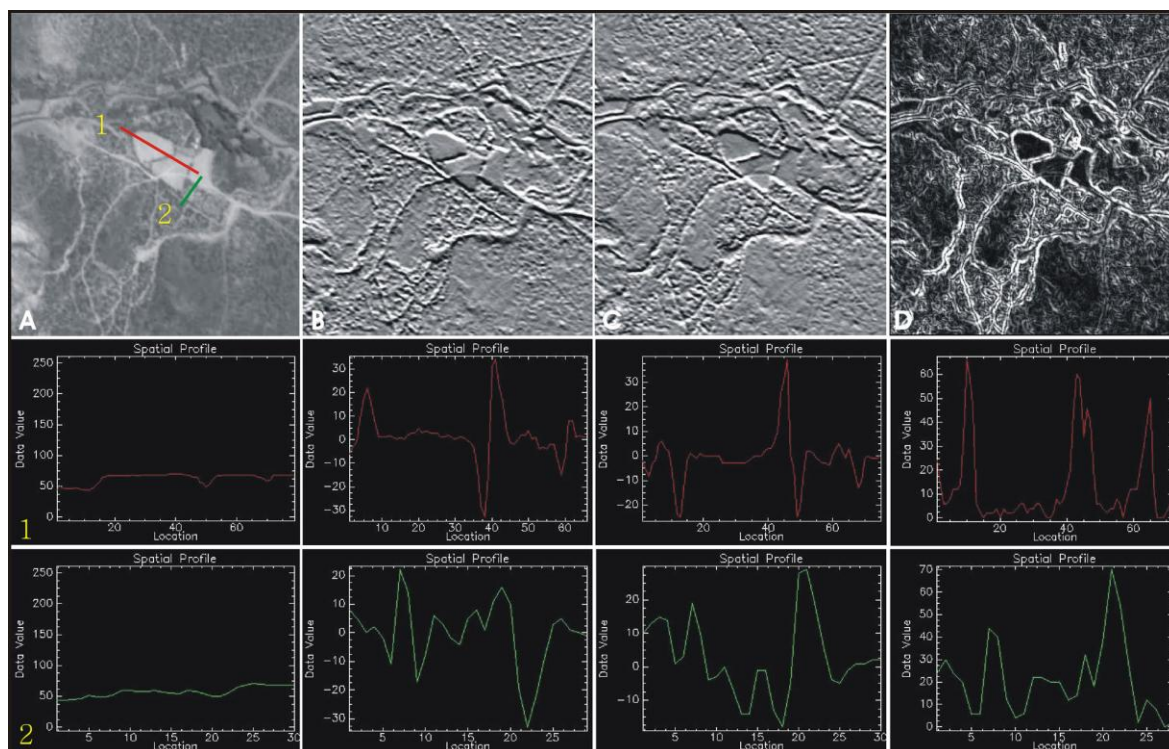 1
2
A
B
C
D
Spatial Profile
Data Value
250
200
150
100
50
0
20 40 60
Location
1
Spatial Profile
Data Value
30
20
10
0
-10
-20
-30
10 20 30 40 50 60
Location
Spatial Profile
Data Value
30
20
10
0
-10
-20
20 40 60
Location
Spatial Profile
Data Value
60
50
40
30
20
10
0
20 40 60
Location
Spatial Profile
Data Value
250
200
150
100
50
0
5 10 15 20 25 30
Location
2
Spatial Profile
Data Value
20
10
0
-10
-20
-30
5 10 15 20 25
Location
Spatial Profile
Data Value
20
10
0
-10
5 10 15 20 25
Location
Spatial Profile
Data Value
70
60
50
40
30
20
10
0
5 10 15 20 25
Location